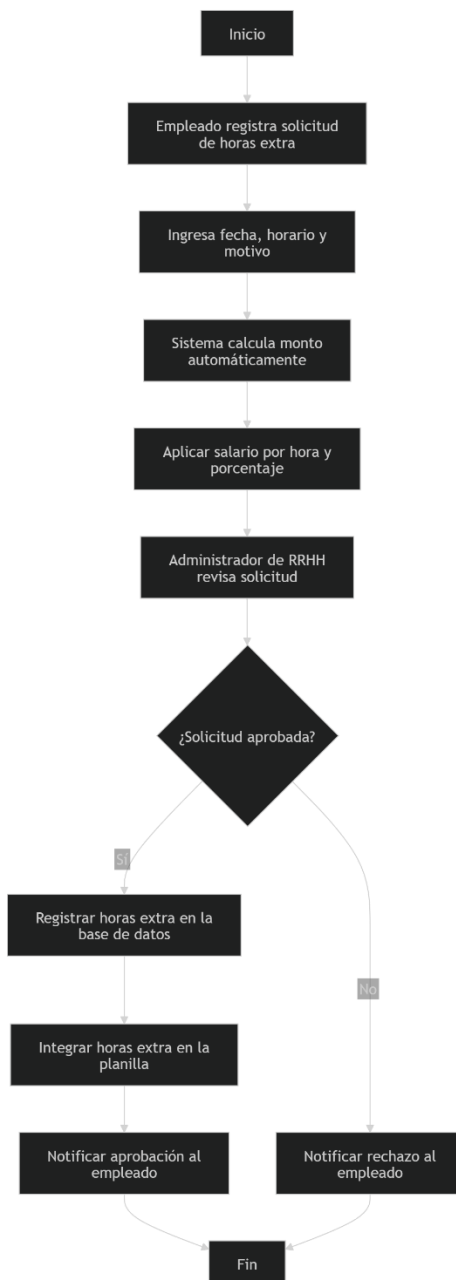 Inicio
Empleado registra solicitud
de horas extra
Ingresa fecha, horario y
motivo
Sistema calcula monto
automáticamente
Aplicar salario por hora y
porcentaje
Administrador de RRHH
revisa solicitud
¿Solicitud aprobada?
Sí
No
Registrar horas extra en la
base de datos
Integrar horas extra en la
planilla
Notificar aprobación al
empleado
Notificar rechazo al
empleado
Fin